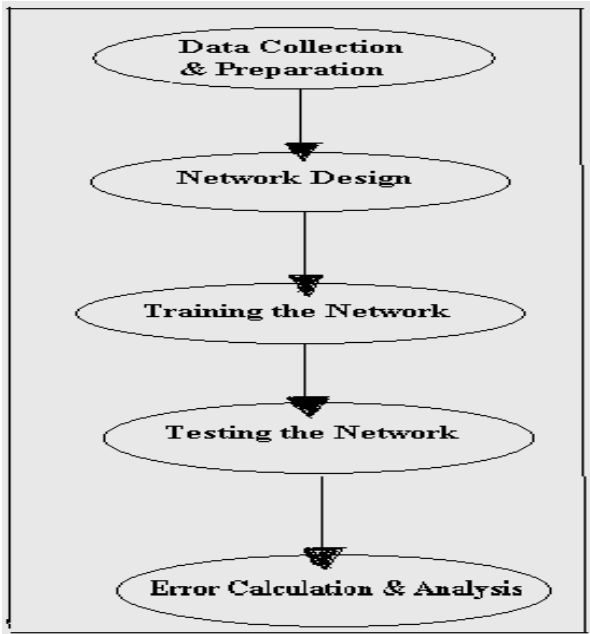 Data Collection
& Preparation
Network Design
Training the Network
Testing the Network
Error Calculation & Analysis